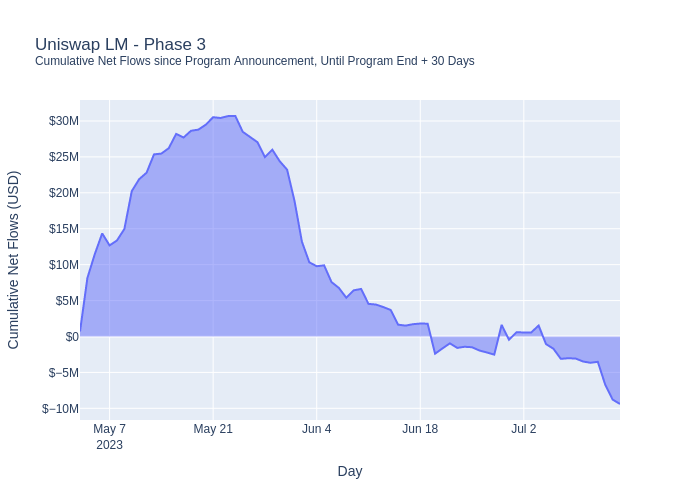 Uniswap LM - Phase 3
Cumulative Net Flows since Program Announcement, Until Program End + 30 Days
Cumulative Net Flows (USD)
$30M
$25M
$20M
$15M
$10M
$5M
$0
$−5M
$−10M
May 7
2023
May 21
Jun 4
Jun 18
Jul 2
Day